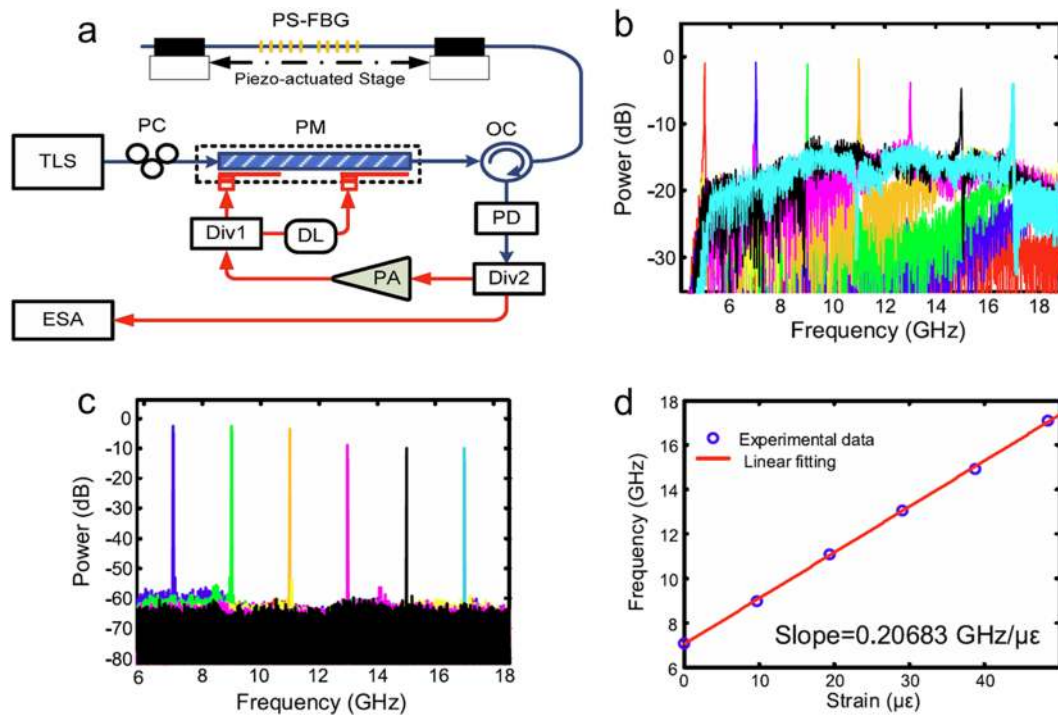 a
PS-FBG
Piezo-actuated Stage
PC
PM
OC
TLS
PD
Div1
DL
PA
Div2
ESA
b
0
-10
-20
-30
Power (dB)
6 8 10 12 14 16 18
Frequency (GHz)
c
0
-10
-20
-30
-40
-50
-60
-70
-80
Power (dB)
6 8 10 12 14 16 18
Frequency (GHz)
d
18
16
14
12
10
8
6
Frequency (GHz)
Experimental data
Linear fitting
Slope=0.20683 GHz/με
0 10 20 30 40
Strain (με)